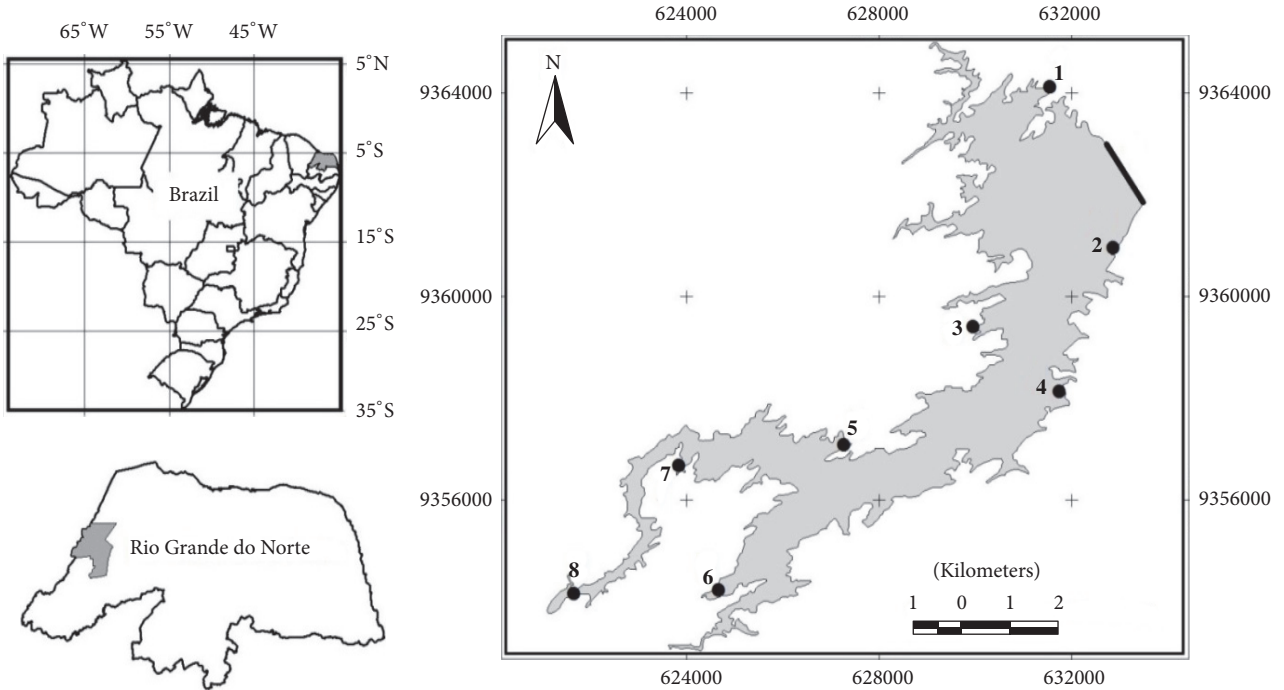 65°W 55°W 45°W
5°N
5°S
15°S
25°S
35°S
Brazil
Rio Grande do Norte
624000 628000 632000
N
9364000 9364000
9360000 9360000
9356000 9356000
1
2
3
4
5
7
6
8
(Kilometers)
1 0 1 2
624000 628000 632000